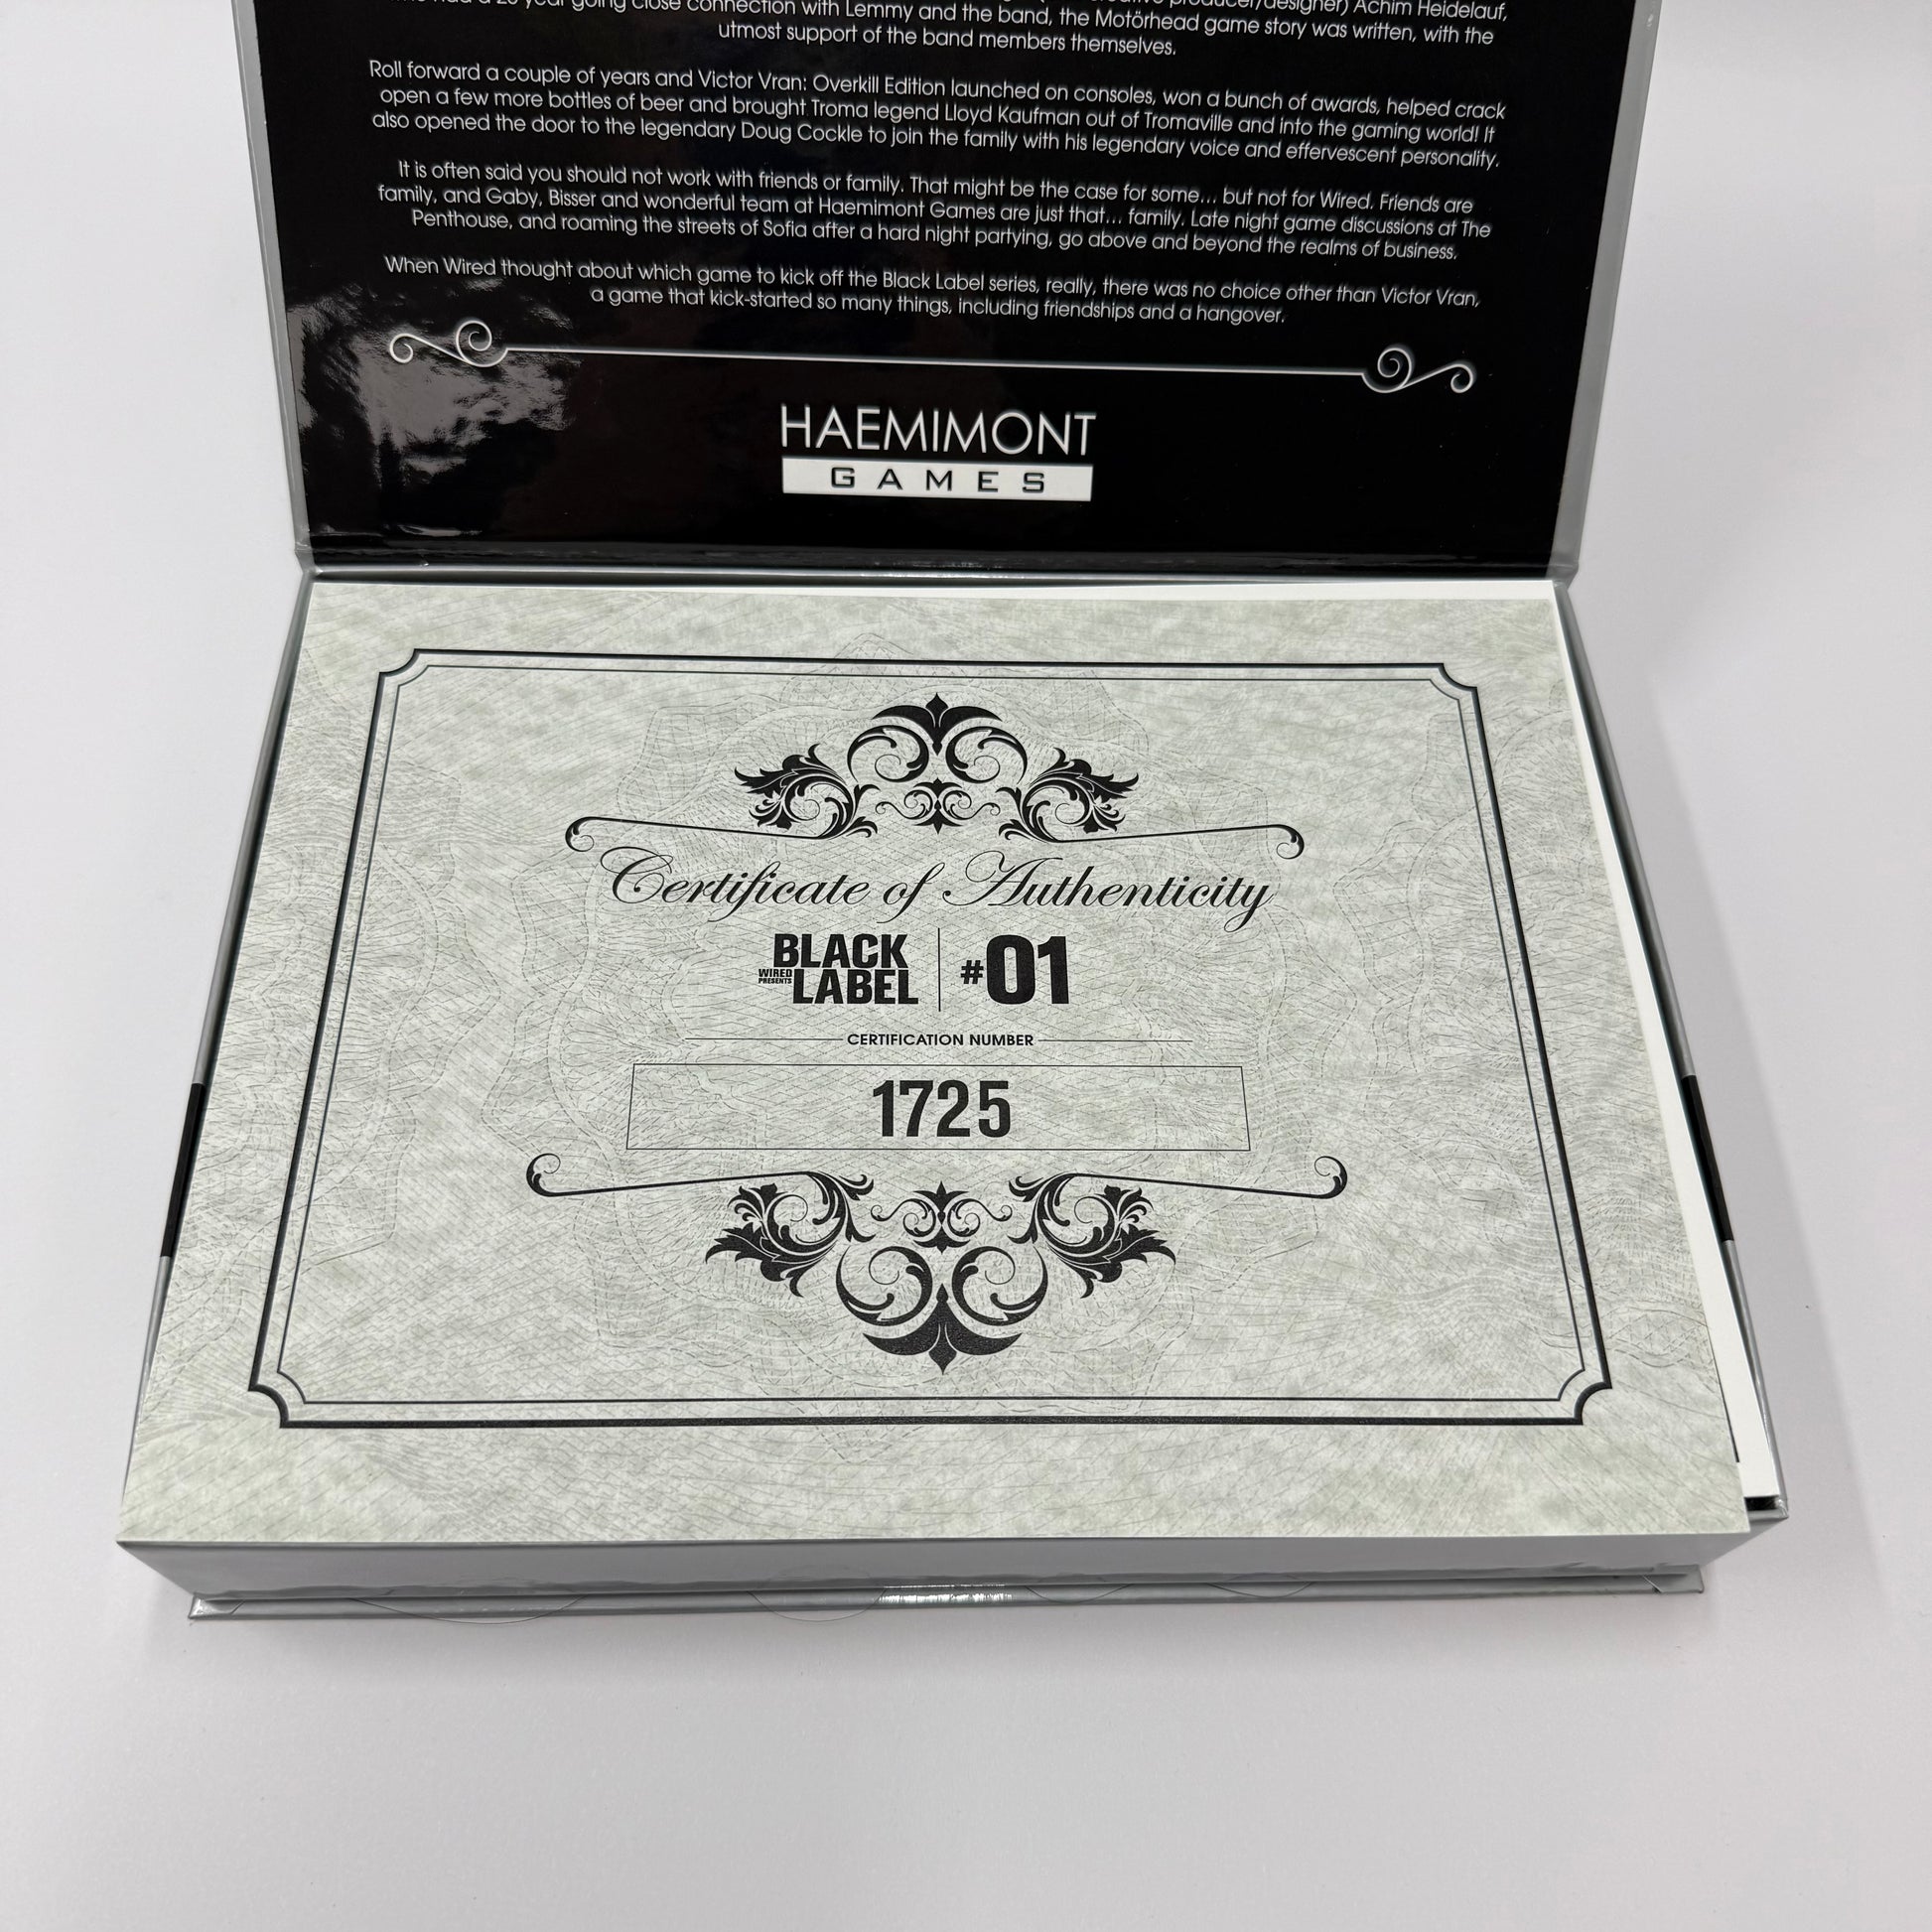 producer/designer) Achim Heidelauf,
had a 20 year going close connection with Lemmy and the band, the Motörhead game story was written, with the
utmost support of the band members themselves.
Roll forward a couple of years and Victor Vran: Overkill Edition launched on consoles, won a bunch of awards, helped crack
open a few more bottles of beer and brought Troma legend Lloyd Kaufman out of Tromaville and into the gaming world! It
also opened the door to the legendary Doug Cockle to join the family with his legendary voice and effervescent personality.
It is often said you should not work with friends or family. That might be the case for some... but not for Wired. Friends are
family, and Gaby, Bisser and wonderful team at Haemimont Games are just that... family. Late night game discussions at The
Penthouse, and roaming the streets of Sofia after a hard night partying, go above and beyond the realms of business.
When Wired thought about which game to kick off the Black Label series, really, there was no choice other than Victor Vran,
a game that kick-started so many things, including friendships and a hangover.
HAEMIMONT
GAMES
Certificate of Authenticity
WIRED PRESENTS BLACK LABEL #01
CERTIFICATION NUMBER
1725